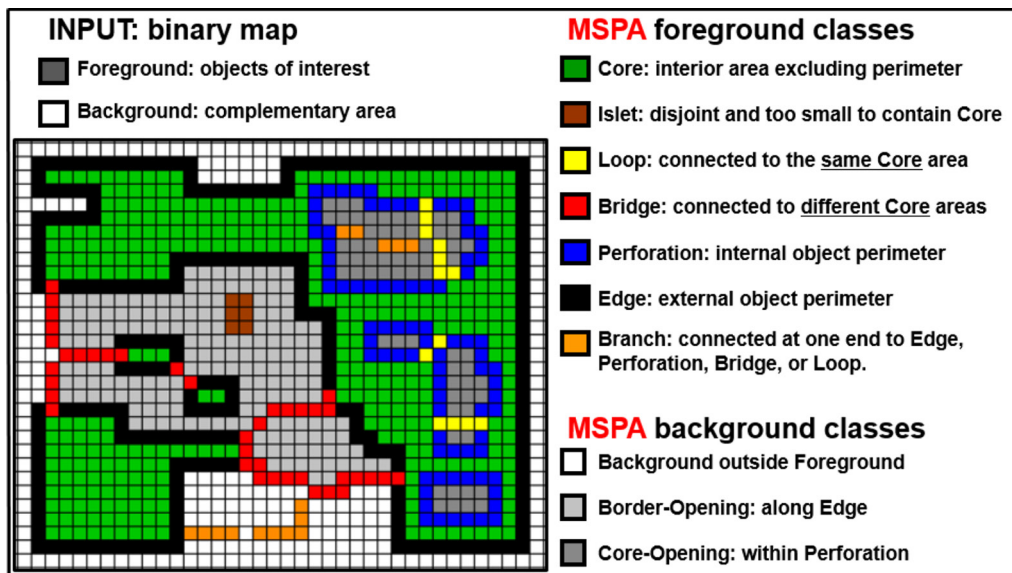 INPUT: binary map
Foreground: objects of interest
Background: complementary area
MSPA foreground classes
Core: interior area excluding perimeter
Islet: disjoint and too small to contain Core
Loop: connected to the same Core area
Bridge: connected to different Core areas
Perforation: internal object perimeter
Edge: external object perimeter
Branch: connected at one end to Edge,
Perforation, Bridge, or Loop.
MSPA background classes
Background outside Foreground
Border-Opening: along Edge
Core-Opening: within Perforation